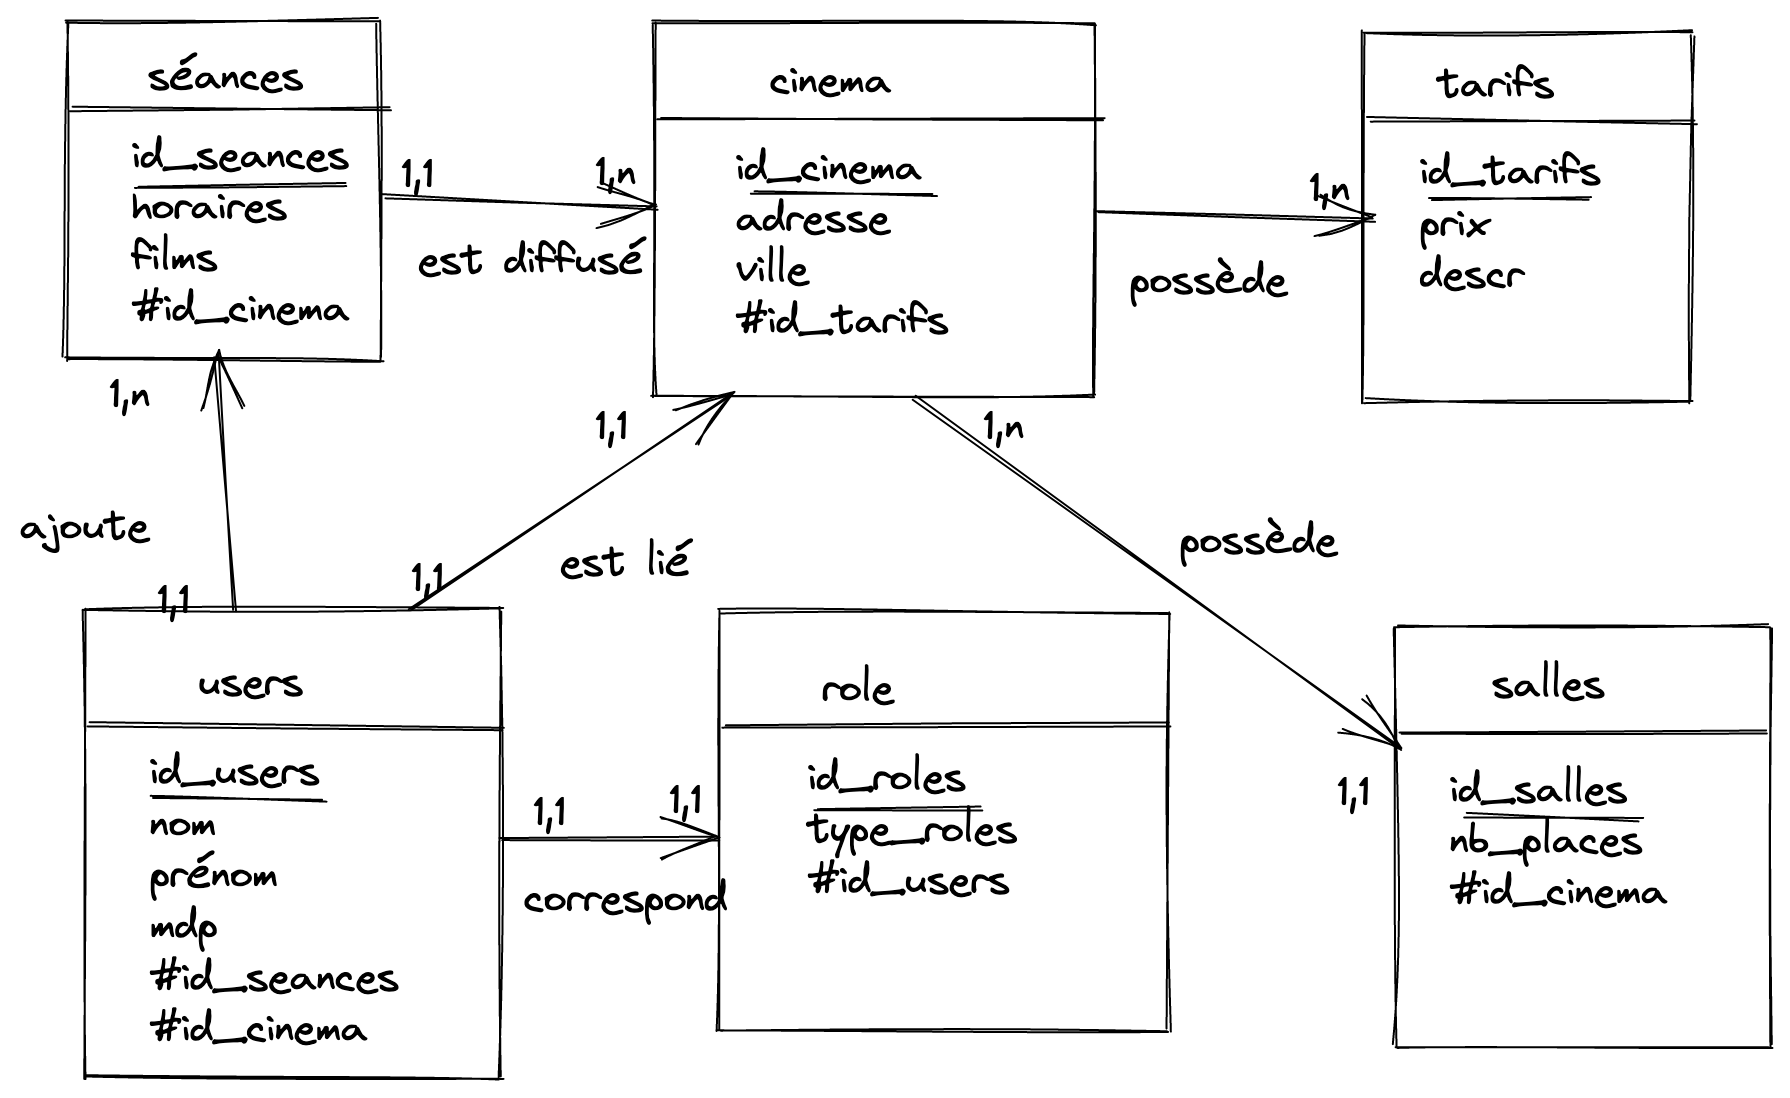 séances
id_seances
horaires
films
#id_cinema
1,1
1,n
est diffusé
cinema
id_cinema
adresse
ville
#id_tarifs
1,n
possède
tarifs
id_tarifs
prix
descr
1,n
ajoute
1,1
1,1
est lié
1,1
1,n
possède
1,1
users
id_users
nom
prénom
mdp
#id_seances
#id_cinema
1,1
1,1
correspond
role
id_roles
type_roles
#id_users
salles
id_salles
nb_places
#id_cinema